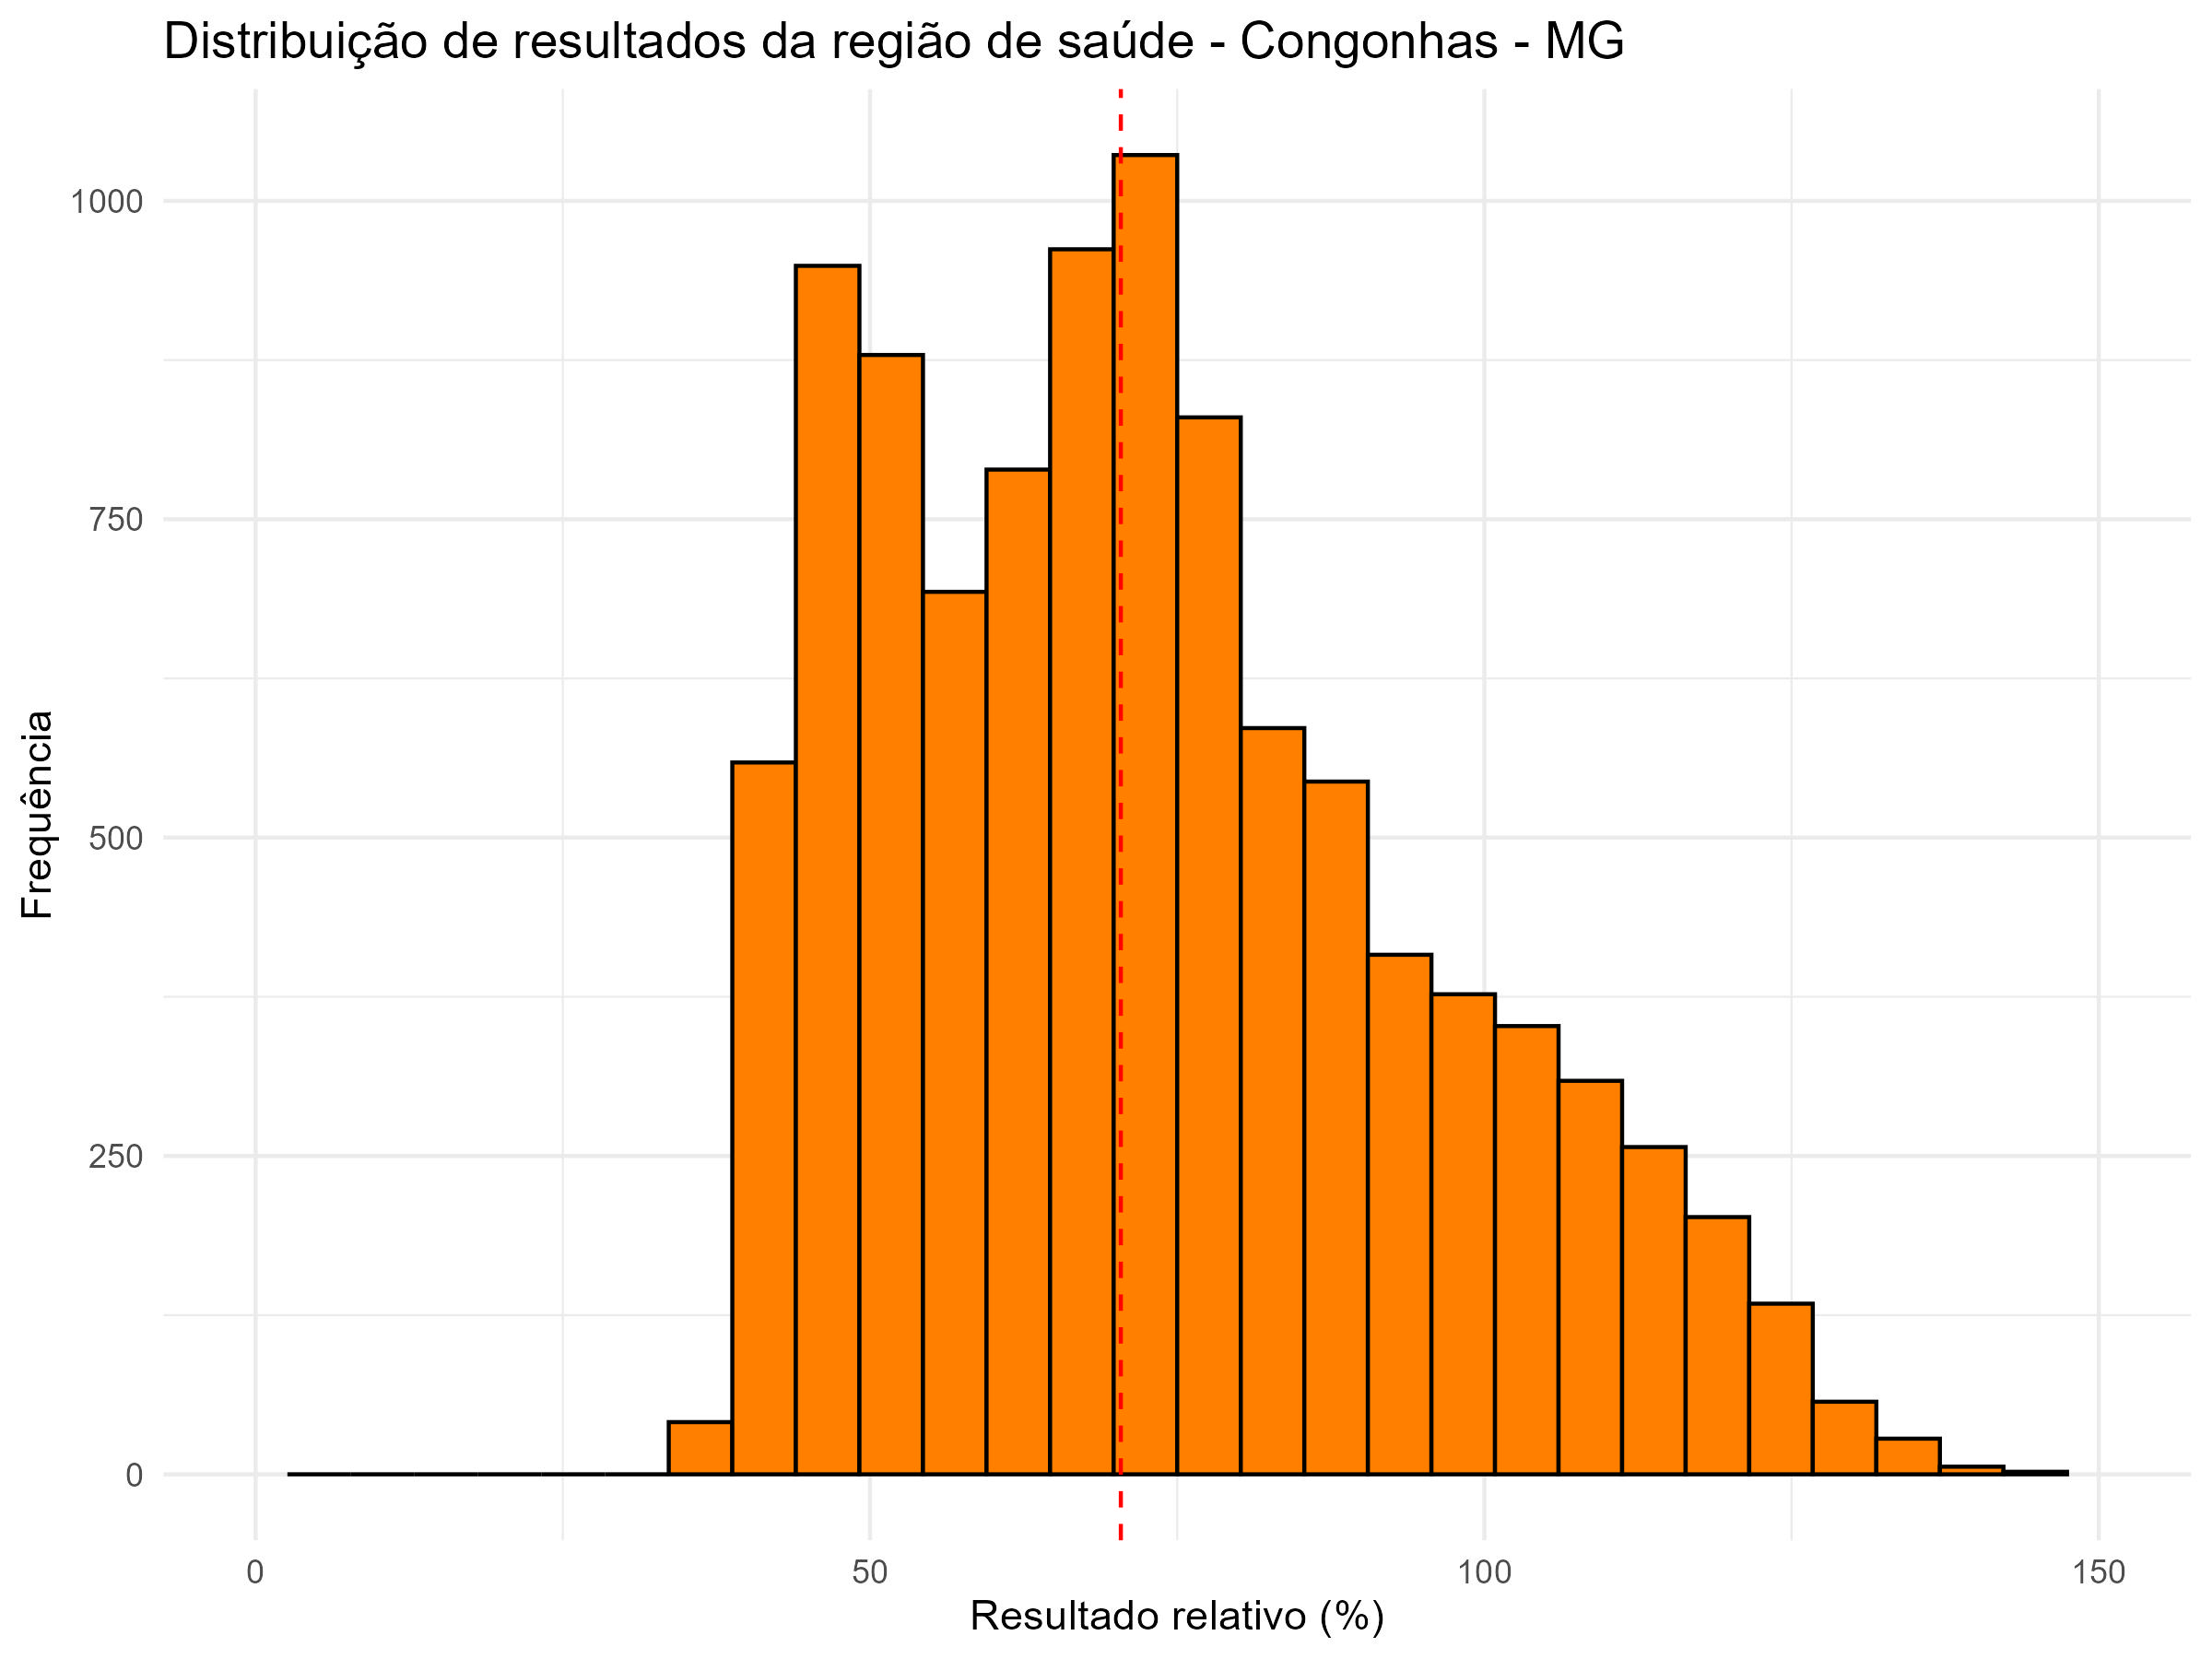 Distribuição de resultados da região de saúde - Congonhas - MG
1000
750
500
250
0
Frequência
0 50 100 150
Resultado relativo (%)